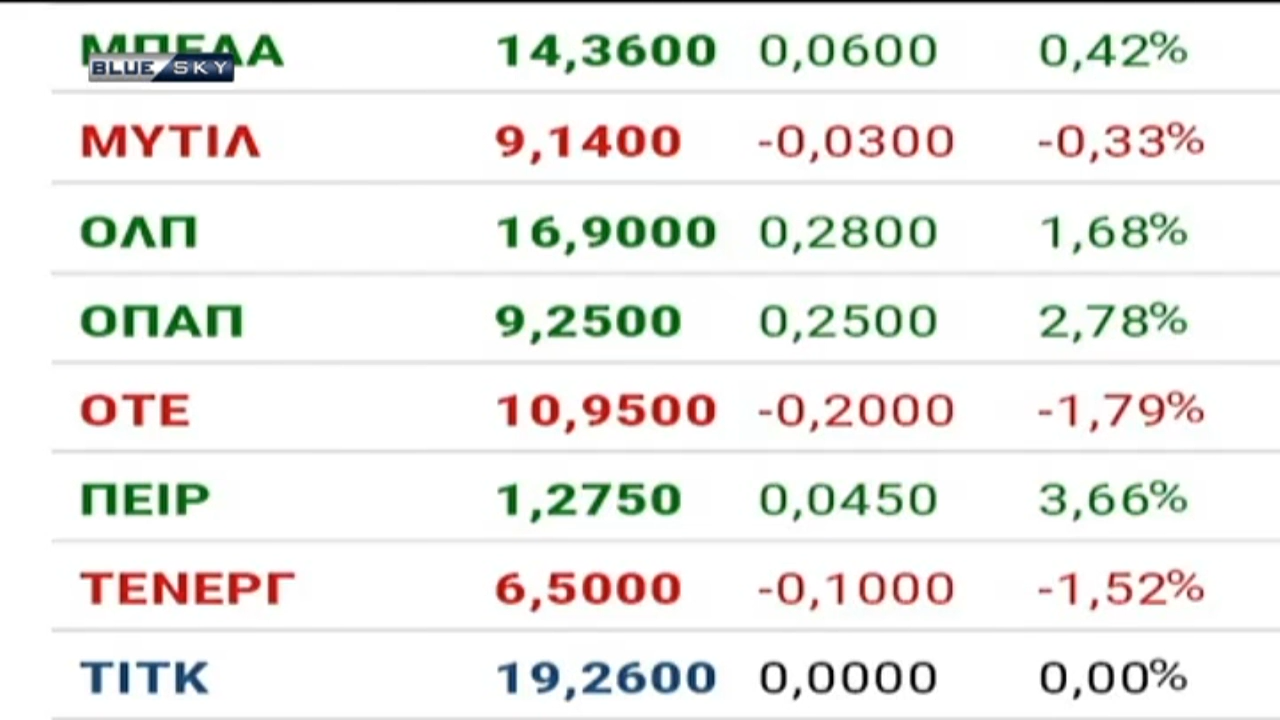 ΜΠΕΛΑ 14,3600 0,0600 0,42%
BLUE SKY
ΜΥΤΙΛ 9,1400 -0,0300 -0,33%
ΟΛΠ 16,9000 0,2800 1,68%
ΟΠΑΠ 9,2500 0,2500 2,78%
ΟΤΕ 10,9500 -0,2000 -1,79%
ΠΕΙΡ 1,2750 0,0450 3,66%
ΤΕΝΕΡΓ 6,5000 -0,1000 -1,52%
ΤΙΤΚ 19,2600 0,0000 0,00%